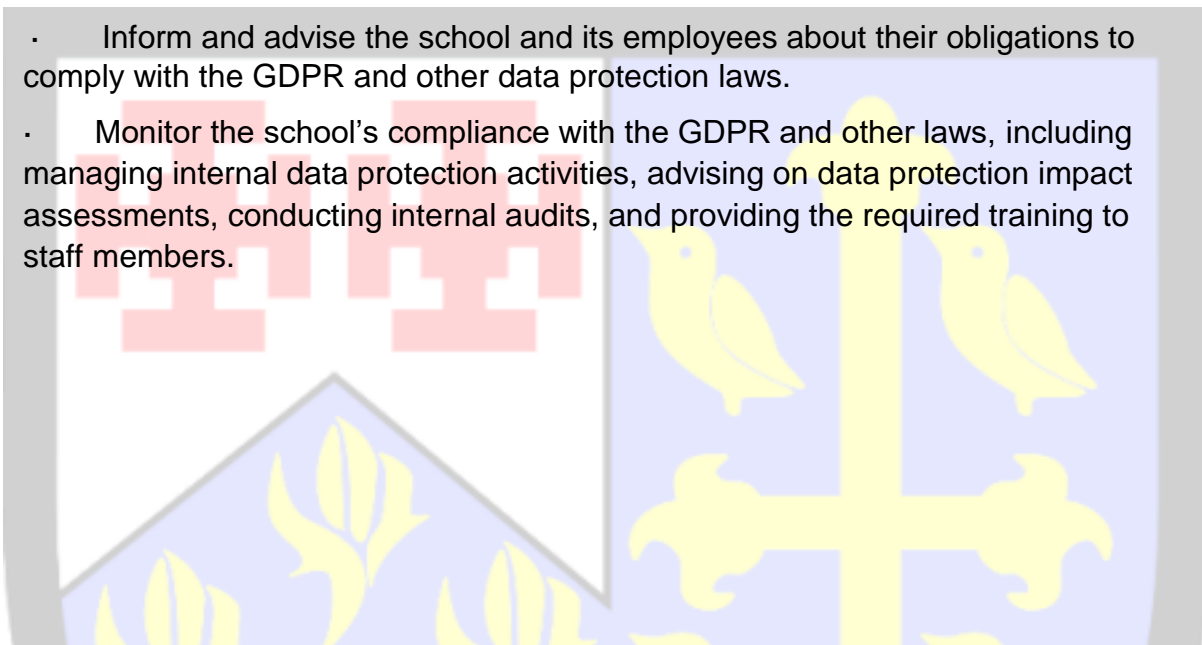 · Inform and advise the school and its employees about their obligations to
comply with the GDPR and other data protection laws.
· Monitor the school’s compliance with the GDPR and other laws, including
managing internal data protection activities, advising on data protection impact
assessments, conducting internal audits, and providing the required training to
staff members.